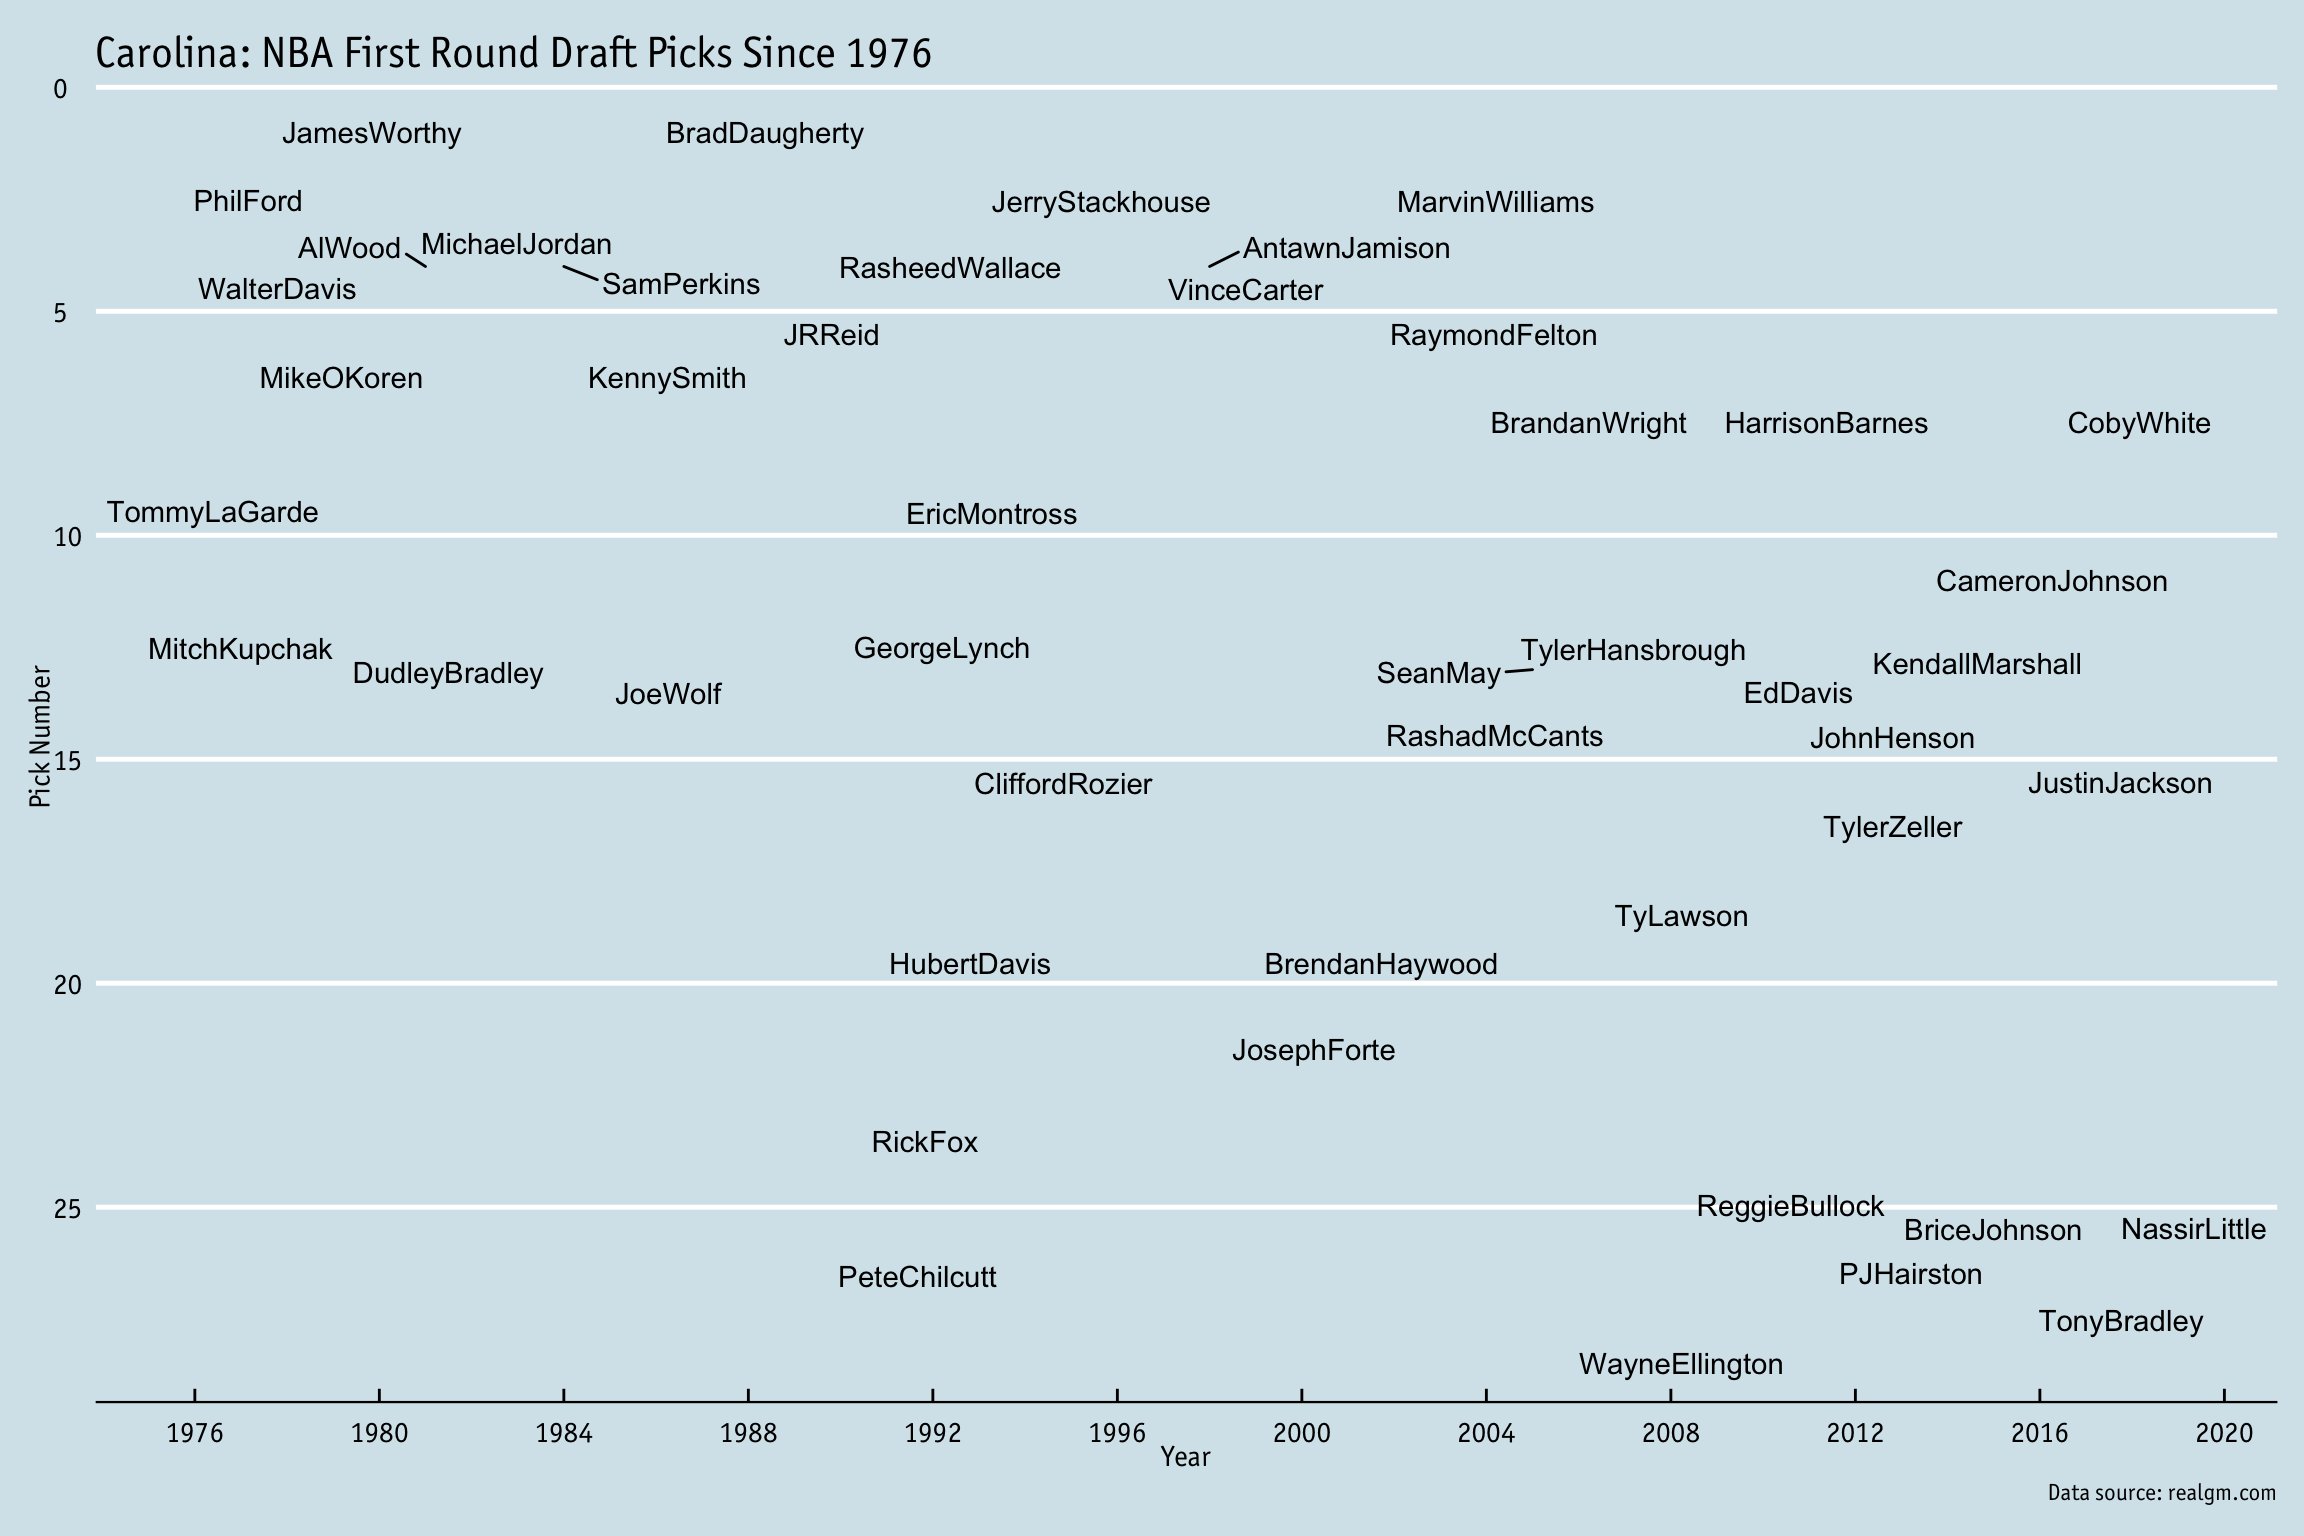 Carolina: NBA First Round Draft Picks Since 1976
0
JamesWorthy
BradDaugherty
PhilFord
JerryStackhouse
MarvinWilliams
AlWood
MichaelJordan
AntawnJamison
RasheedWallace
SamPerkins
WalterDavis
VinceCarter
5
JRReid
RaymondFelton
MikeOKoren
KennySmith
BrandanWright
HarrisonBarnes
CobyWhite
TommyLaGarde
EricMontross
10
CameronJohnson
MitchKupchak
GeorgeLynch
TylerHansbrough
KendallMarshall
DudleyBradley
SeanMay
JoeWolf
EdDavis
RashadMcCants
JohnHenson
Pick Number
15
CliffordRozier
JustinJackson
TylerZeller
TyLawson
HubertDavis
BrendanHaywood
20
JosephForte
RickFox
25
ReggieBullock
BriceJohnson
NassirLittle
PeteChilcutt
PJHairston
TonyBradley
WayneEllington
1976 1980 1984 1988 1992 1996 2000 2004 2008 2012 2016 2020
Year
Data source: realgm.com